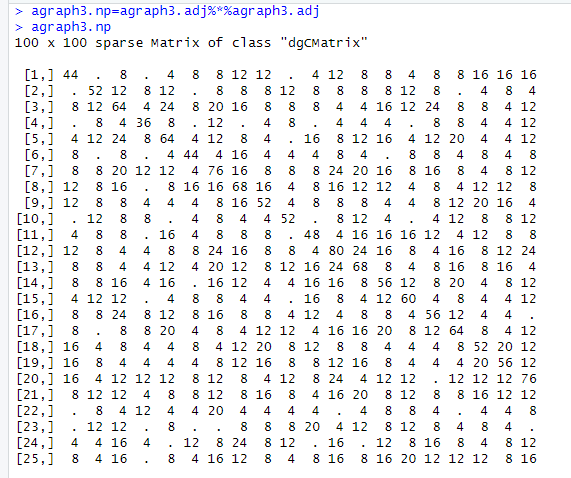 > agraph3.np=agraph3.adj%*%agraph3.adj
> agraph3.np
100 x 100 sparse Matrix of class "dgCMatrix"
[1,] 44 . 8 . 4 8 8 12 12 . 4 12 8 8 4 8 8 16 16 16
[2,] . 52 12 8 12 . 8 8 8 12 8 8 8 8 12 8 . 4 8 4
[3,] 8 12 64 4 24 8 20 16 8 8 8 4 4 16 12 24 8 8 4 12
[4,] . 8 4 36 8 . 12 . 4 8 . 4 4 4 . 8 8 4 4 12
[5,] 4 12 24 8 64 4 12 8 4 . 16 8 12 16 4 12 20 4 4 12
[6,] 8 . 8 . 4 44 4 16 4 4 4 8 4 . 8 8 4 8 4 8
[7,] 8 8 20 12 12 4 76 16 8 8 8 24 20 16 8 16 8 4 8 12
[8,] 12 8 16 . 8 16 16 68 16 4 8 16 12 12 4 8 4 12 12 8
[9,] 12 8 8 4 4 4 8 16 52 4 8 8 8 4 4 8 12 20 16 4
[10,] . 12 8 8 . 4 8 4 4 52 . 8 12 4 . 4 12 8 8 12
[11,] 4 8 8 . 16 4 8 8 8 . 48 4 16 16 16 12 4 12 8 8
[12,] 12 8 4 4 8 8 24 16 8 8 4 80 24 16 8 4 16 8 12 24
[13,] 8 8 4 4 12 4 20 12 8 12 16 24 68 8 4 8 16 8 16 4
[14,] 8 8 16 4 16 . 16 12 4 4 16 16 8 56 12 8 20 4 8 12
[15,] 4 12 12 . 4 8 8 4 4 . 16 8 4 12 60 4 8 4 4 12
[16,] 8 8 24 8 12 8 16 8 8 4 12 4 8 8 4 56 12 4 4 .
[17,] 8 . 8 8 20 4 8 4 12 12 4 16 16 20 8 12 64 8 4 12
[18,] 16 4 8 4 4 8 4 12 20 8 12 8 8 4 4 4 8 52 20 12
[19,] 16 8 4 4 4 4 8 12 16 8 8 12 16 8 4 4 4 20 56 12
[20,] 16 4 12 12 12 8 12 8 4 12 8 24 4 12 12 . 12 12 12 76
[21,] 8 12 12 4 8 8 12 8 16 8 4 16 20 8 12 8 8 16 12 12
[22,] . 8 4 12 4 4 20 4 4 4 4 . 4 8 8 4 . 4 4 8
[23,] . 12 12 . 8 . . 8 8 8 20 4 12 8 12 8 4 8 4 .
[24,] 4 4 16 4 . 12 8 24 8 12 . 16 . 12 8 16 8 4 8 12
[25,] 8 4 16 . 8 4 16 12 8 4 8 16 8 16 20 12 12 12 8 16